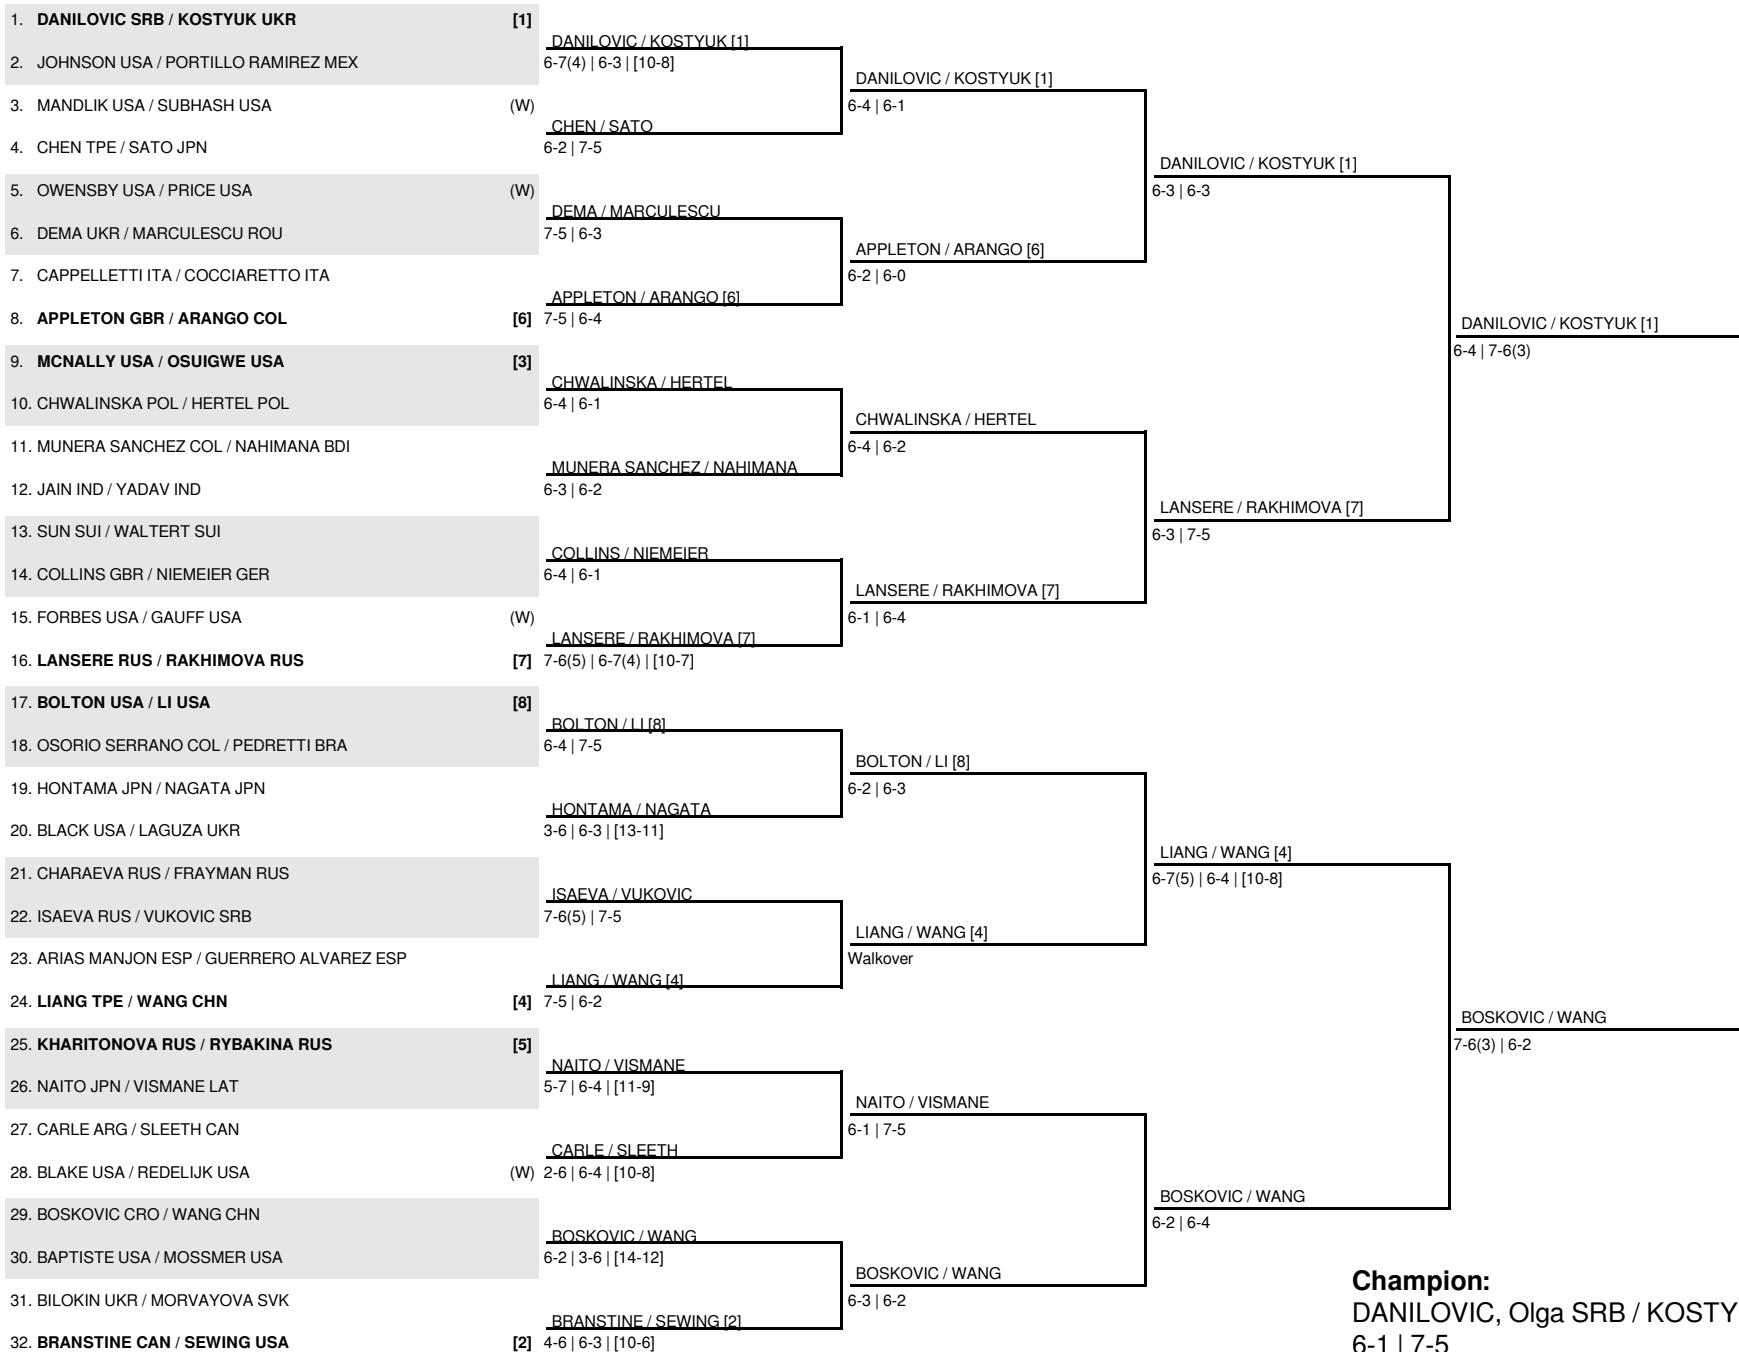 1. DANILOVIC SRB / KOSTYUK UKR [1]
2. JOHNSON USA / PORTILLO RAMIREZ MEX
3. MANDLIK USA / SUBHASH USA (W)
4. CHEN TPE / SATO JPN
5. OWENSBY USA / PRICE USA (W)
6. DEMA UKR / MARCULESCU ROU
7. CAPPELLETTI ITA / COCCIARETTO ITA
8. APPLETON GBR / ARANGO COL [6]
9. MCNALLY USA / OSUIGWE USA [3]
10. CHWALINSKA POL / HERTEL POL
11. MUNERA SANCHEZ COL / NAHIMANA BDI
12. JAIN IND / YADAV IND
13. SUN SUI / WALTERT SUI
14. COLLINS GBR / NIEMEIER GER
15. FORBES USA / GAUFF USA (W)
16. LANSERE RUS / RAKHIMOVA RUS [7]
17. BOLTON USA / LI USA [8]
18. OSORIO SERRANO COL / PEDRETTI BRA
19. HONTAMA JPN / NAGATA JPN
20. BLACK USA / LAGUZA UKR
21. CHARAEVA RUS / FRAYMAN RUS
22. ISAEVA RUS / VUKOVIC SRB
23. ARIAS MANJON ESP / GUERRERO ALVAREZ ESP
24. LIANG TPE / WANG CHN [4]
25. KHARITONOVA RUS / RYBAKINA RUS [5]
26. NAITO JPN / VISMANE LAT
27. CARLE ARG / SLEETH CAN
28. BLAKE USA / REDELIJK USA (W)
29. BOSKOVIC CRO / WANG CHN
30. BAPTISTE USA / MOSSMER USA
31. BILOKIN UKR / MORVAYOVA SVK
32. BRANSTINE CAN / SEWING USA [2]
DANILOVIC / KOSTYUK [1]
6-7(4) | 6-3 | [10-8]
CHEN / SATO
6-2 | 7-5
DEMA / MARCULESCU
7-5 | 6-3
APPLETON / ARANGO [6]
7-5 | 6-4
CHWALINSKA / HERTEL
6-4 | 6-1
MUNERA SANCHEZ / NAHIMANA
6-3 | 6-2
COLLINS / NIEMEIER
6-4 | 6-1
LANSERE / RAKHIMOVA [7]
7-6(5) | 6-7(4) | [10-7]
BOLTON / LI [8]
6-4 | 7-5
HONTAMA / NAGATA
3-6 | 6-3 | [13-11]
ISAEVA / VUKOVIC
7-6(5) | 7-5
LIANG / WANG [4]
7-5 | 6-2
NAITO / VISMANE
5-7 | 6-4 | [11-9]
CARLE / SLEETH
2-6 | 6-4 | [10-8]
BOSKOVIC / WANG
6-2 | 3-6 | [14-12]
BRANSTINE / SEWING [2]
4-6 | 6-3 | [10-6]
DANILOVIC / KOSTYUK [1]
6-4 | 6-1
APPLETON / ARANGO [6]
6-2 | 6-0
CHWALINSKA / HERTEL
6-4 | 6-2
LANSERE / RAKHIMOVA [7]
6-1 | 6-4
BOLTON / LI [8]
6-2 | 6-3
LIANG / WANG [4]
Walkover
NAITO / VISMANE
6-1 | 7-5
BOSKOVIC / WANG
6-3 | 6-2
DANILOVIC / KOSTYUK [1]
6-3 | 6-3
LANSERE / RAKHIMOVA [7]
6-3 | 7-5
LIANG / WANG [4]
6-7(5) | 6-4 | [10-8]
BOSKOVIC / WANG
6-2 | 6-4
DANILOVIC / KOSTYUK [1]
6-4 | 7-6(3)
BOSKOVIC / WANG
7-6(3) | 6-2
Champion:
DANILOVIC, Olga SRB / KOSTY
6-1 | 7-5